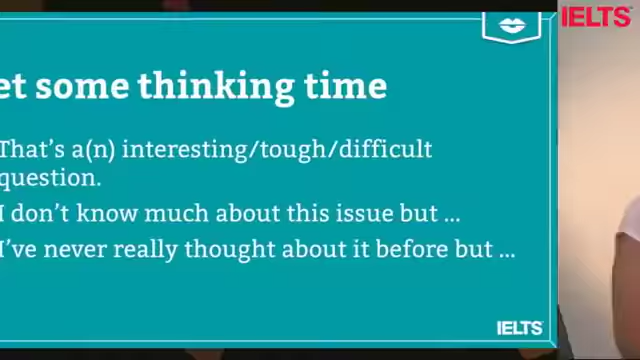 IELTS
et some thinking time
That's a(n) interesting/tough/difficult
question.
I don't know much about this issue but ...
I've never really thought about it before but ...
IELTS